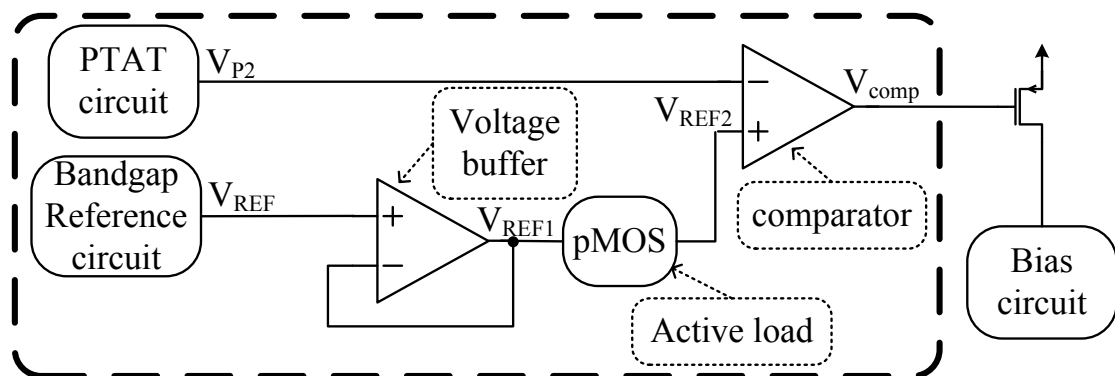 PTAT
circuit
V_P2
Voltage
buffer
−
+
V_REF2
V_comp
Bandgap
Reference
circuit
V_REF
+
−
V_REF1
pMOS
comparator
Active load
Bias
circuit